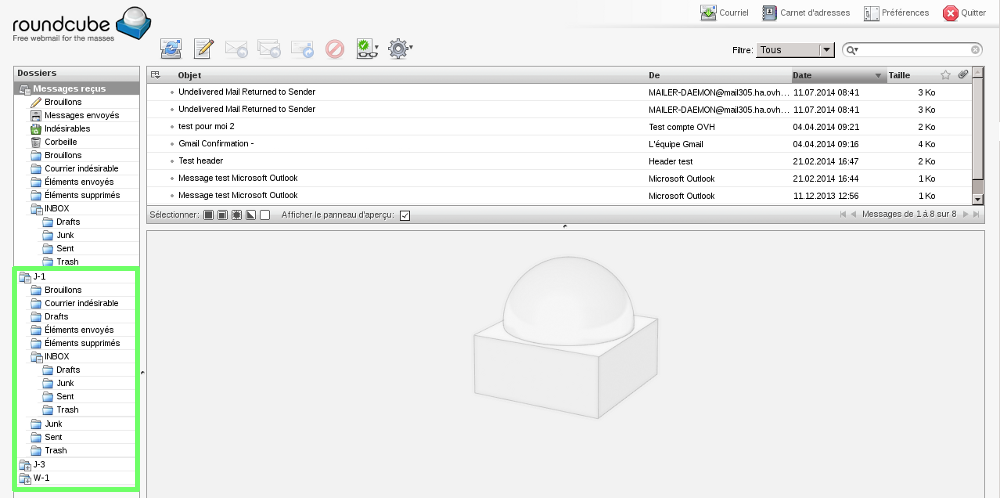 roundcube
Free webmail for the masses
Courriel Carnet d'adresses Préférences Quitter
Filtre: Tous
Dossiers
Messages reçus
Brouillons
Messages envoyés
Indésirables
Corbeille
Brouillons
Courrier indésirable
Éléments envoyés
Éléments supprimés
INBOX
Drafts
Junk
Sent
Trash
J-1
Brouillons
Courrier indésirable
Drafts
Éléments envoyés
Éléments supprimés
INBOX
Drafts
Junk
Sent
Trash
Junk
Sent
Trash
J-3
W-1
Objet De Date Taille
Undelivered Mail Returned to Sender MAILER-DAEMON@mail305.ha.ovh... 11.07.2014 08:41 3 Ko
Undelivered Mail Returned to Sender MAILER-DAEMON@mail305.ha.ovh... 11.07.2014 08:41 3 Ko
test pour moi 2 Test compte OVH 04.04.2014 09:21 2 Ko
Gmail Confirmation - L'équipe Gmail 04.04.2014 09:16 4 Ko
Test header Header test 21.02.2014 16:47 2 Ko
Message test Microsoft Outlook Microsoft Outlook 21.02.2014 16:44 1 Ko
Message test Microsoft Outlook Microsoft Outlook 11.12.2013 12:56 1 Ko
Sélectionner: Afficher le panneau d'aperçu: Messages de 1 à 8 sur 8